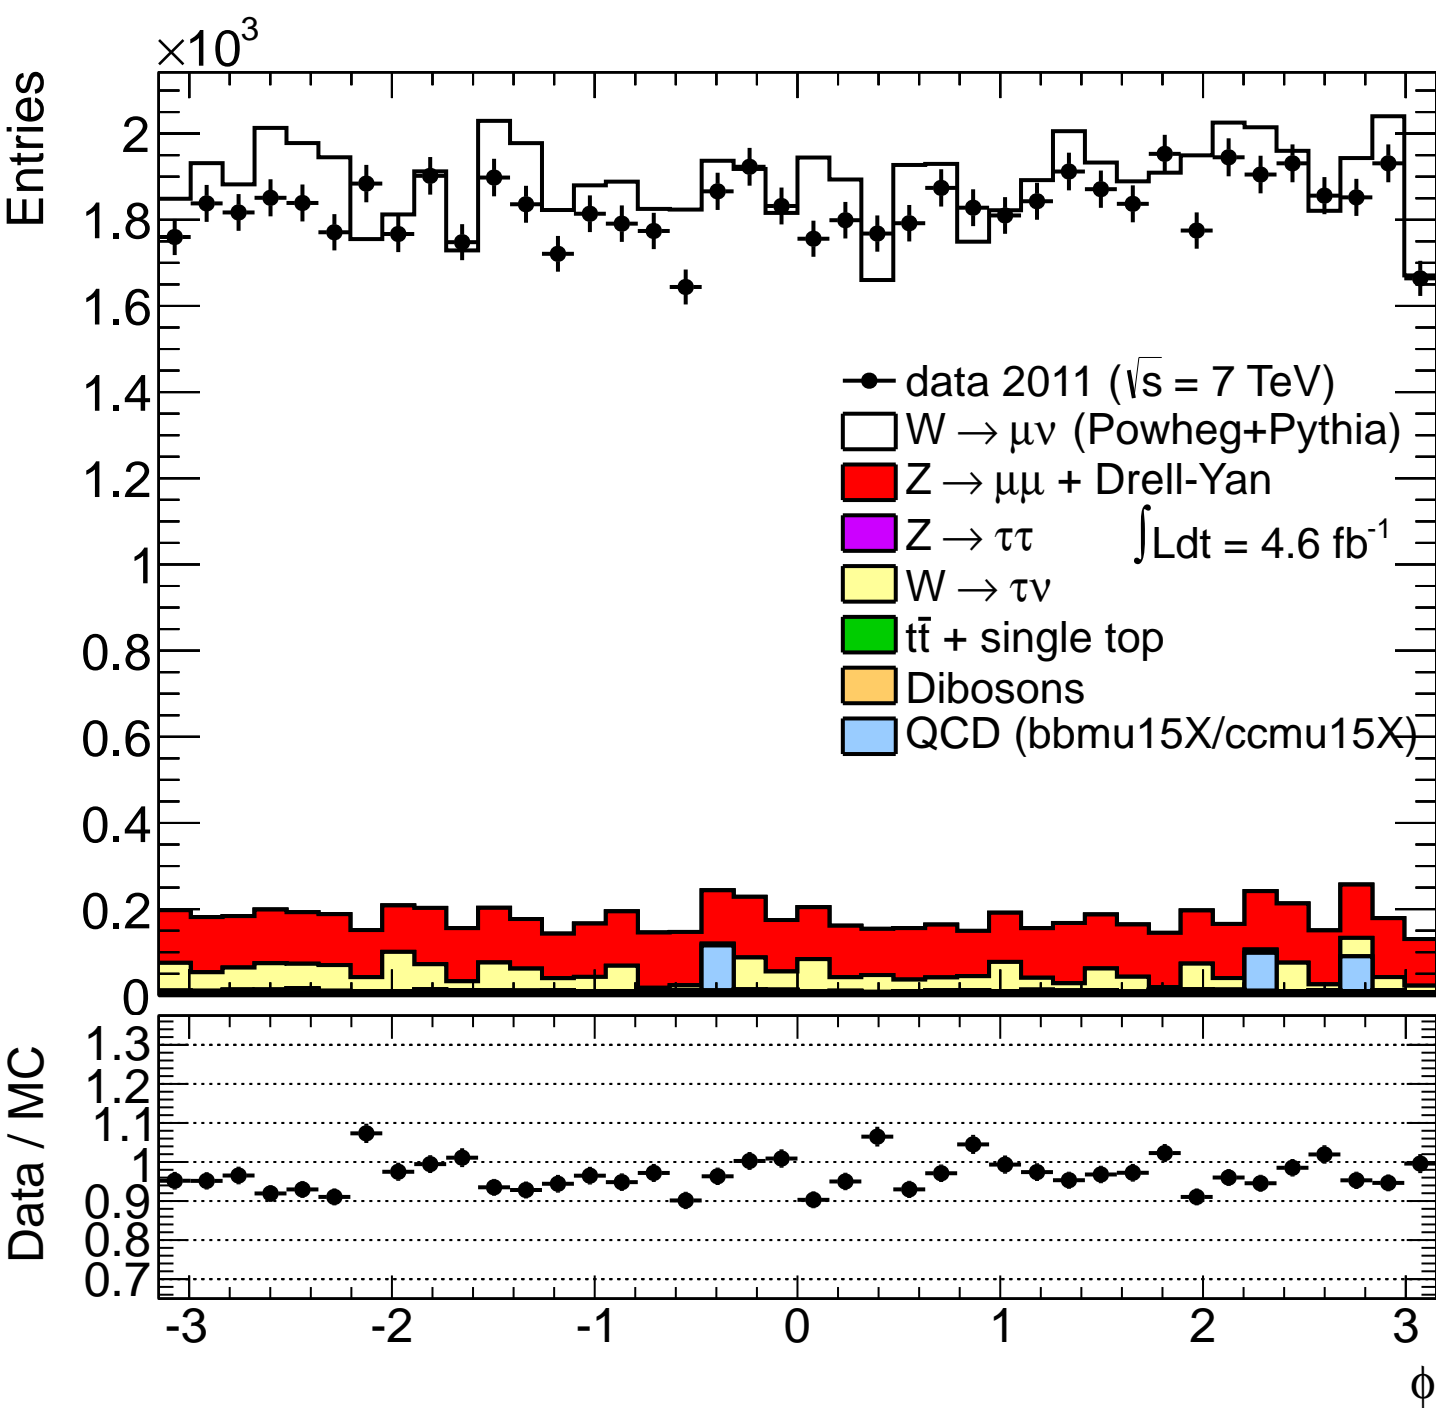 ×10³
Entries
2
1.8
1.6
1.4
1.2
1
0.8
0.6
0.4
0.2
0
data 2011 (√s = 7 TeV)
W → μν (Powheg+Pythia)
Z → μμ + Drell-Yan
Z → ττ
∫Ldt = 4.6 fb⁻¹
W → τν
tt̄ + single top
Dibosons
QCD (bbmu15X/ccmu15X)
Data / MC
1.3
1.2
1.1
1
0.9
0.8
0.7
-3 -2 -1 0 1 2 3
ϕ